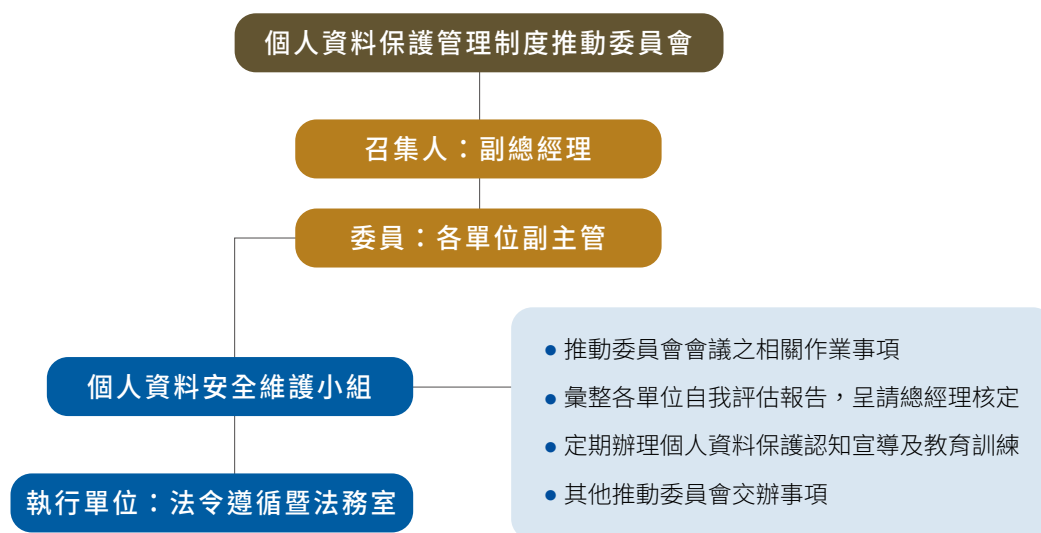 個人資料保護管理制度推動委員會
召集人：副總經理
委員：各單位副主管
個人資料安全維護小組
執行單位：法令遵循暨法務室
● 推動委員會會議之相關作業事項
● 彙整各單位自我評估報告，呈請總經理核定
● 定期辦理個人資料保護認知宣導及教育訓練
● 其他推動委員會交辦事項